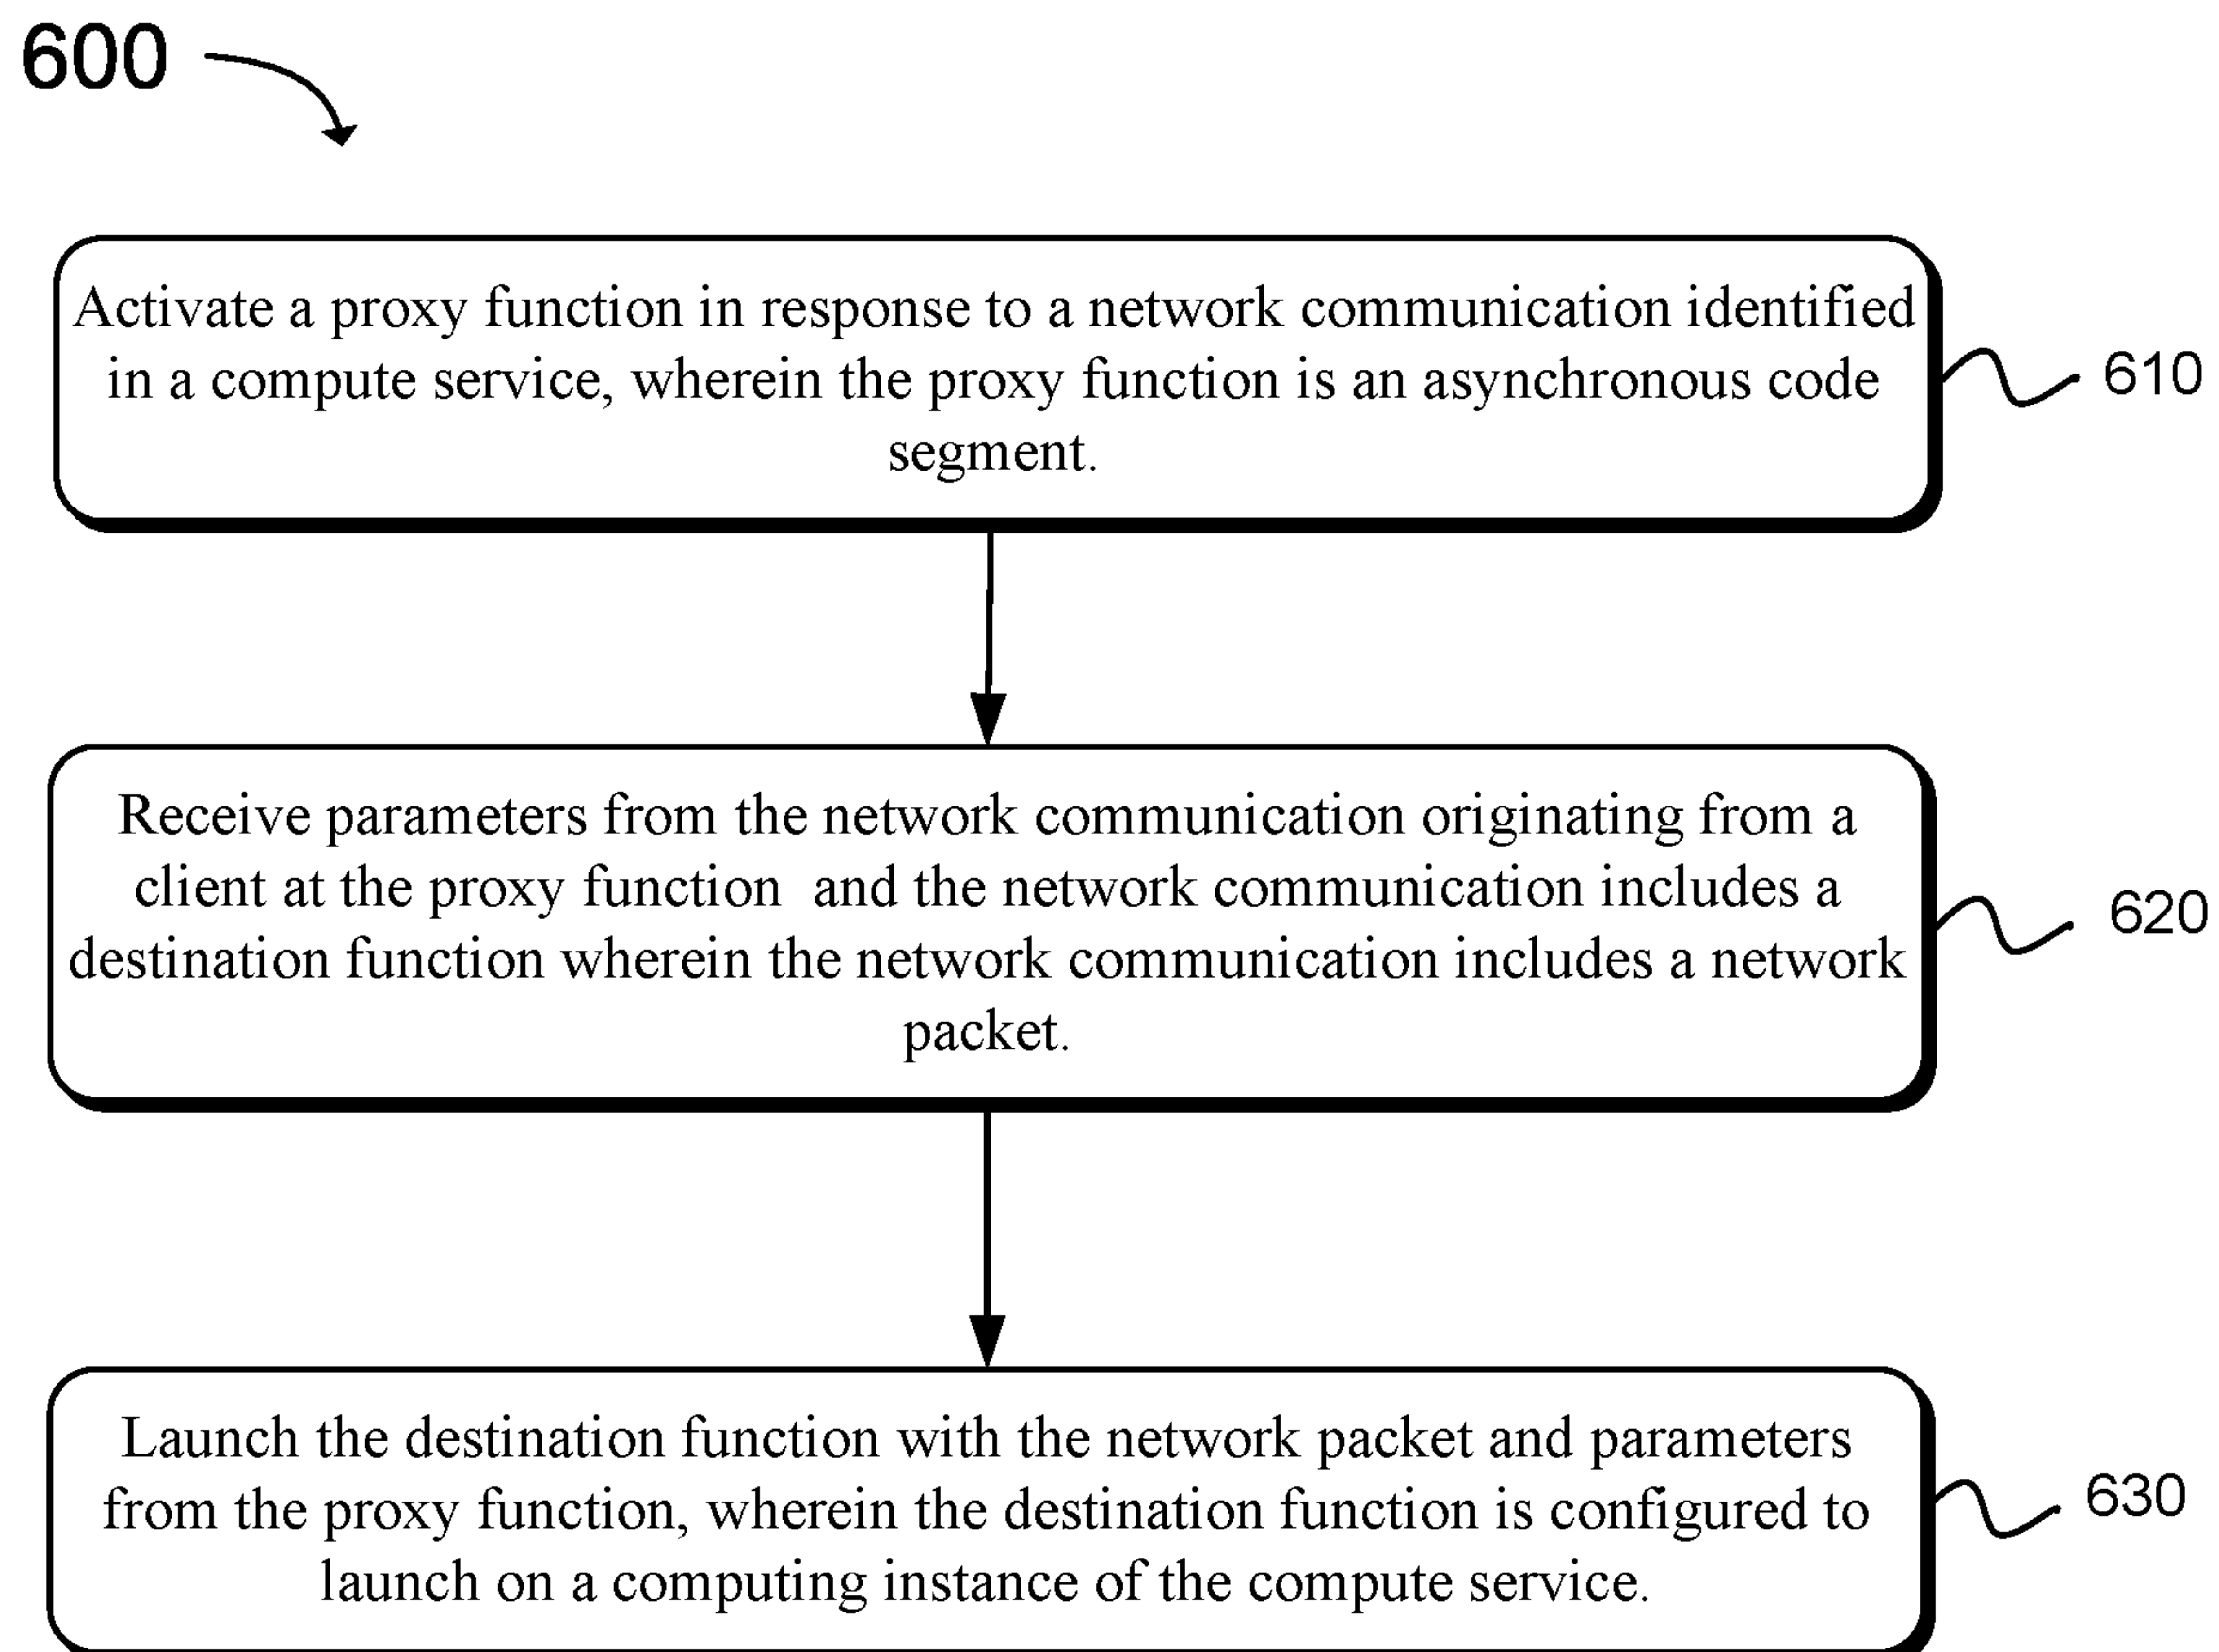 600
Activate a proxy function in response to a network communication identified
in a compute service, wherein the proxy function is an asynchronous code
segment.
610
Receive parameters from the network communication originating from a
client at the proxy function and the network communication includes a
destination function wherein the network communication includes a network
packet.
620
Launch the destination function with the network packet and parameters
from the proxy function, wherein the destination function is configured to
launch on a computing instance of the compute service.
630